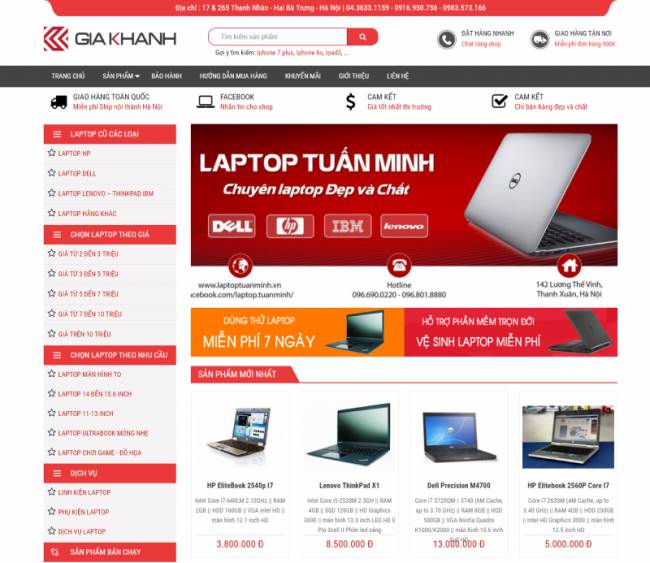 Địa chỉ : 17 & 265 Thanh Nhàn - Hai Bà Trưng - Hà Nội | 04.3633.1159 - 0916.950.756 - 0983.573.166
GIA KHANH
Tìm kiếm sản phẩm
Gợi ý tìm kiếm: Iphone 7 plus, Iphone 6s, Ipad3, ...
ĐẶT HÀNG NHANH
Chat cùng shop
GIAO HÀNG TẬN NƠI
Miễn phí đơn hàng 500K
TRANG CHỦ SẢN PHẨM BẢO HÀNH HƯỚNG DẪN MUA HÀNG KHUYẾN MÃI GIỚI THIỆU LIÊN HỆ
GIAO HÀNG TOÀN QUỐC
Miễn phí Ship nội thành Hà Nội
FACEBOOK
Nhắn tin cho shop
CAM KẾT
Giá tốt nhất thị trường
CAM KẾT
Chỉ bán hàng đẹp và chất
LAPTOP CŨ CÁC LOẠI
LAPTOP HP
LAPTOP DELL
LAPTOP LENOVO – THINKPAD IBM
LAPTOP HÃNG KHÁC
CHỌN LAPTOP THEO GIÁ
GIÁ TỪ 2 ĐẾN 3 TRIỆU
GIÁ TỪ 3 ĐẾN 5 TRIỆU
GIÁ TỪ 5 ĐẾN 7 TRIỆU
GIÁ TỪ 7 ĐẾN 10 TRIỆU
GIÁ TRÊN 10 TRIỆU
CHỌN LAPTOP THEO NHU CẦU
LAPTOP MÀN HÌNH TO
LAPTOP 14 ĐẾN 15.6 INCH
LAPTOP 11-13 INCH
LAPTOP ULTRABOOK MỎNG NHẸ
LAPTOP CHƠI GAME - ĐỒ HỌA
DỊCH VỤ
LINH KIỆN LAPTOP
PHỤ KIỆN LAPTOP
DỊCH VỤ LAPTOP
SẢN PHẨM BÁN CHẠY
LAPTOP TUẤN MINH
Chuyên laptop Đẹp và Chất
DELL hp IBM lenovo
DELL
www.laptoptuanminh.vn
acebook.com/laptop.tuanminh/
Hotline
096.690.0220 - 096.801.8880
142 Lương Thế Vinh,
Thanh Xuân, Hà Nội
DÙNG THỬ LAPTOP
MIỄN PHÍ 7 NGÀY
HỖ TRỢ PHẦN MỀM TRỌN ĐỜI
VỆ SINH LAPTOP MIỄN PHÍ
SẢN PHẨM MỚI NHẤT
HP EliteBook 2540p I7
Intel Core i7-640LM 2.13GHz || RAM
2GB || HDD 160GB || VGA Intel HD ||
màn hình 12.1 inch HD
3.800.000 Đ
Lenovo ThinkPad X1
Intel Core i5-2520M 2.5GH || RAM
4GB || SSD 128GB || HD Graphics
3000 || màn hình 13.3 inch LED HD ||
Pin 3cell || Phím led sáng
8.500.000 Đ
Dell Precision M4700
Core i7 3720QM / 3740 (6M Cache,
up to 3.70 GHz) || RAM 8GB || HDD
500GB || VGA Nvidia Quadro
K1000/K2000 || màn hình 15.6 inch
Full HD
13.000.000 Đ
HP Elitebook 2560P Core I7
Core i7 2620M (4M Cache, up to
3.40 GHz) || RAM 4GB || HDD 250GB
|| Intel HD Graphics 3000 || màn hình
12.5 inch HD
5.000.000 Đ